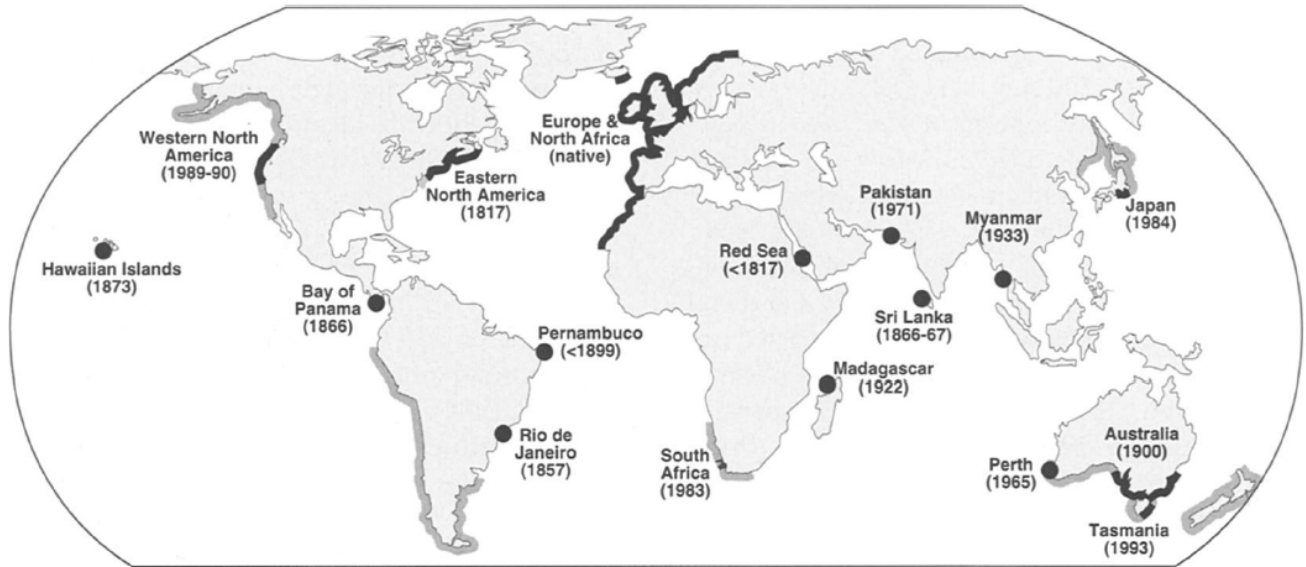 Western North
America
(1989-90)
Eastern
North America
(1817)
Europe &
North Africa
(native)
Pakistan
(1971)
Myanmar
(1933)
Japan
(1984)
Hawaiian Islands
(1873)
Bay of
Panama
(1866)
Red Sea
(<1817)
Sri Lanka
(1866-67)
Pernambuco
(<1899)
Madagascar
(1922)
Rio de
Janeiro
(1857)
South
Africa
(1983)
Perth
(1965)
Australia
(1900)
Tasmania
(1993)